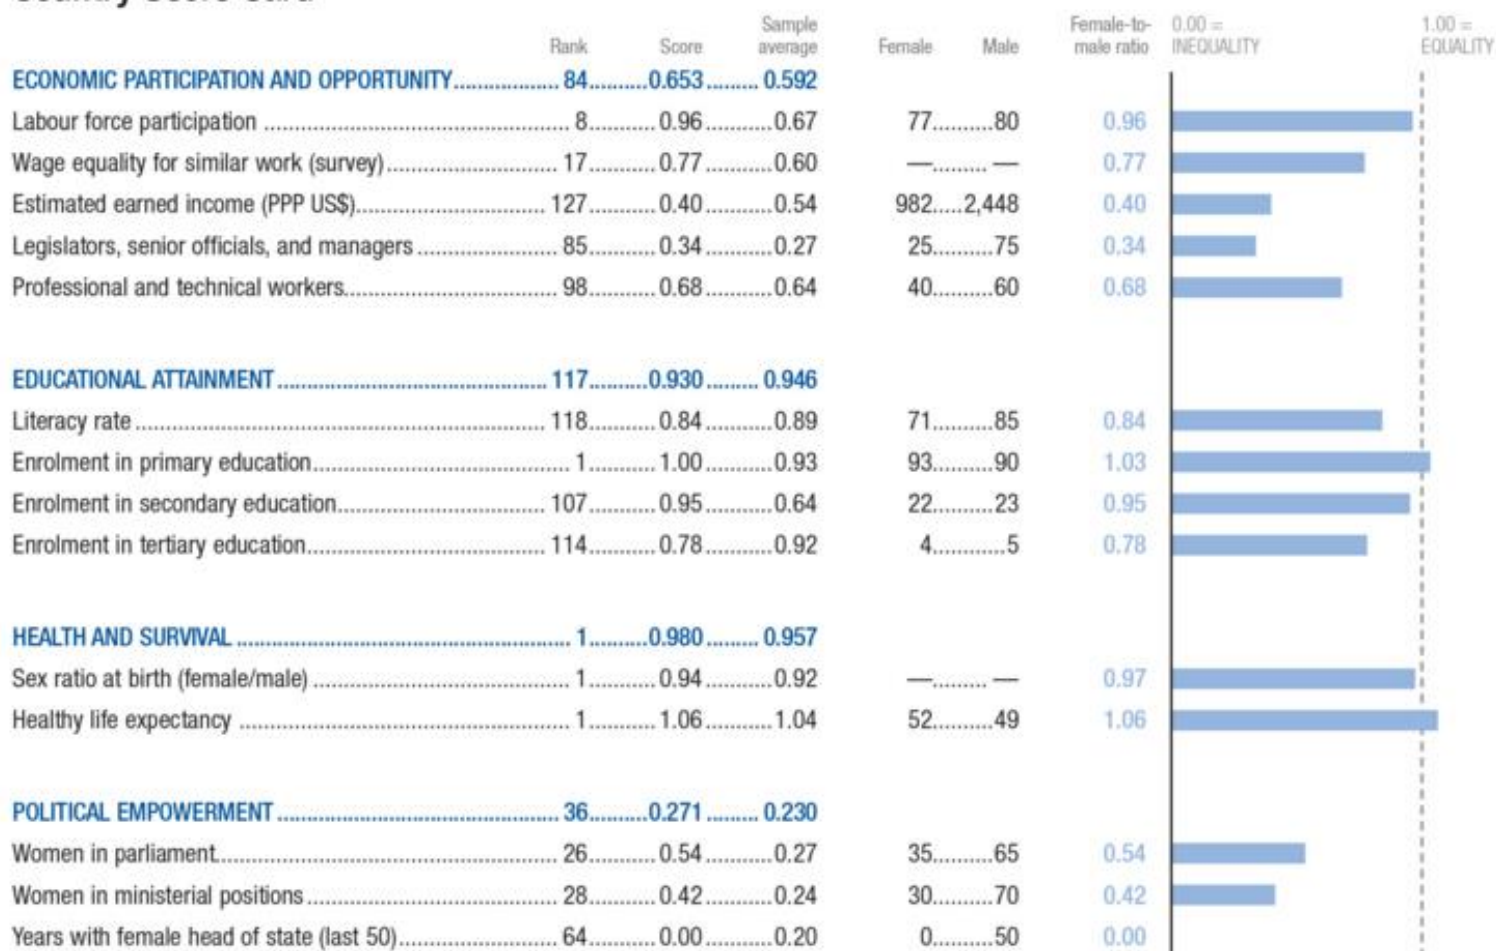 Country Score Card
Rank Score Sample average Female Male Female-to-male ratio 0.00 = INEQUALITY 1.00 = EQUALITY
ECONOMIC PARTICIPATION AND OPPORTUNITY 84 0.653 0.592
Labour force participation 8 0.96 0.67 77 80 0.96
Wage equality for similar work (survey) 17 0.77 0.60 — — 0.77
Estimated earned income (PPP US$) 127 0.40 0.54 982 2,448 0.40
Legislators, senior officials, and managers 85 0.34 0.27 25 75 0.34
Professional and technical workers 98 0.68 0.64 40 60 0.68
EDUCATIONAL ATTAINMENT 117 0.930 0.946
Literacy rate 118 0.84 0.89 71 85 0.84
Enrolment in primary education 1 1.00 0.93 93 90 1.03
Enrolment in secondary education 107 0.95 0.64 22 23 0.95
Enrolment in tertiary education 114 0.78 0.92 4 5 0.78
HEALTH AND SURVIVAL 1 0.980 0.957
Sex ratio at birth (female/male) 1 0.94 0.92 — — 0.97
Healthy life expectancy 1 1.06 1.04 52 49 1.06
POLITICAL EMPOWERMENT 36 0.271 0.230
Women in parliament 26 0.54 0.27 35 65 0.54
Women in ministerial positions 28 0.42 0.24 30 70 0.42
Years with female head of state (last 50) 64 0.00 0.20 0 50 0.00